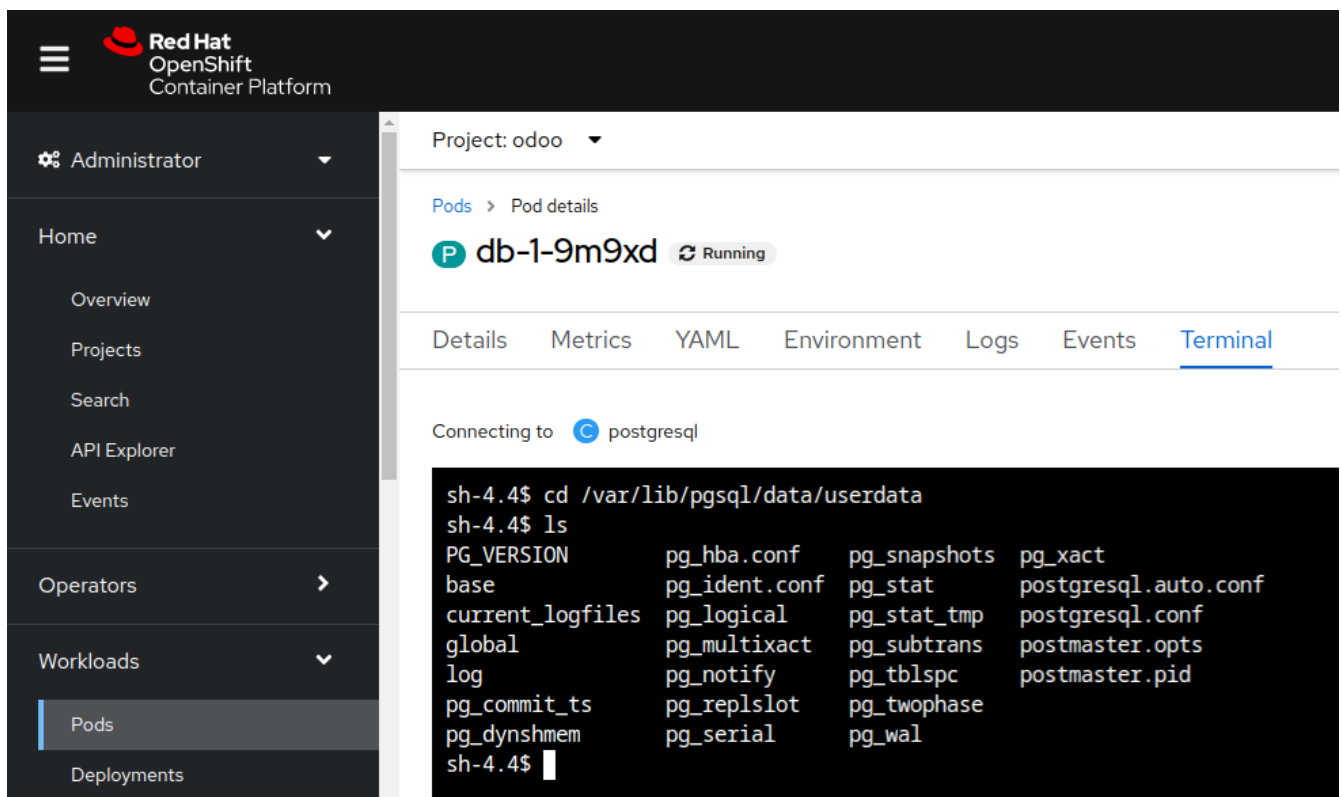 Red Hat
OpenShift
Container Platform
Administrator
Home
Overview
Projects
Search
API Explorer
Events
Operators
Workloads
Pods
Deployments
Project: odoo
Pods > Pod details
P db-1-9m9xd Running
Details Metrics YAML Environment Logs Events Terminal
Connecting to C postgresql
sh-4.4$ cd /var/lib/pgsql/data/userdata
sh-4.4$ ls
PG_VERSION pg_hba.conf pg_snapshots pg_xact
base pg_ident.conf pg_stat postgresql.auto.conf
current_logfiles pg_logical pg_stat_tmp postgresql.conf
global pg_multixact pg_subtrans postmaster.opts
log pg_notify pg_tblspc postmaster.pid
pg_commit_ts pg_replslot pg_twophase
pg_dynshmem pg_serial pg_wal
sh-4.4$